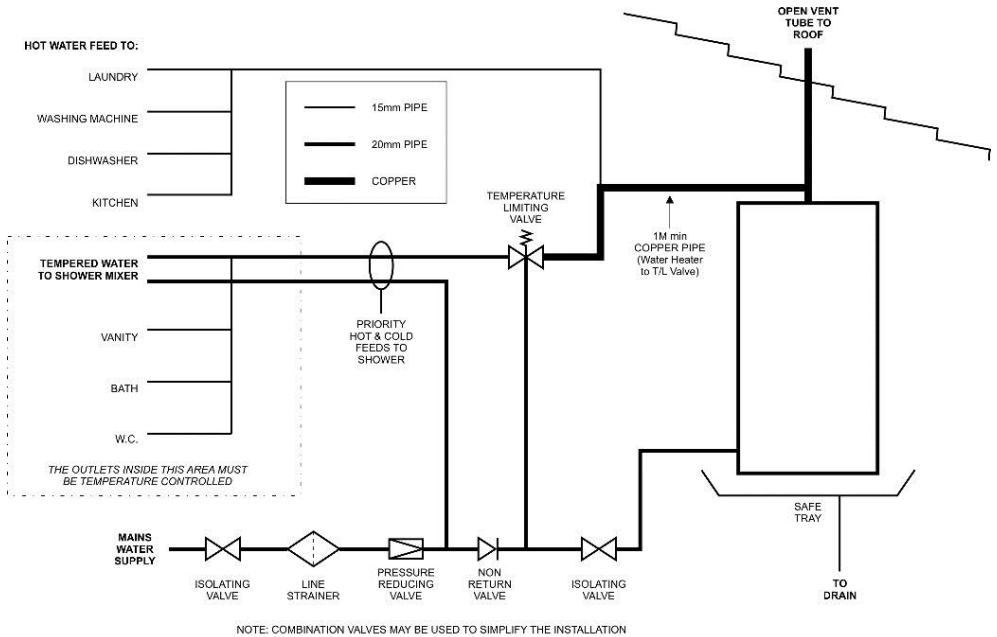 OPEN VENT
TUBE TO
ROOF
HOT WATER FEED TO:
LAUNDRY
WASHING MACHINE
DISHWASHER
KITCHEN
15mm PIPE
20mm PIPE
COPPER
TEMPERATURE
LIMITING
VALVE
1M min
COPPER PIPE
(Water Heater
to T/L Valve)
TEMPERED WATER
TO SHOWER MIXER
PRIORITY
HOT & COLD
FEEDS TO
SHOWER
VANITY
BATH
W.C.
THE OUTLETS INSIDE THIS AREA MUST
BE TEMPERATURE CONTROLLED
SAFE
TRAY
MAINS
WATER
SUPPLY
ISOLATING
VALVE
LINE
STRAINER
PRESSURE
REDUCING
VALVE
NON
RETURN
VALVE
ISOLATING
VALVE
TO
DRAIN
NOTE: COMBINATION VALVES MAY BE USED TO SIMPLIFY THE INSTALLATION